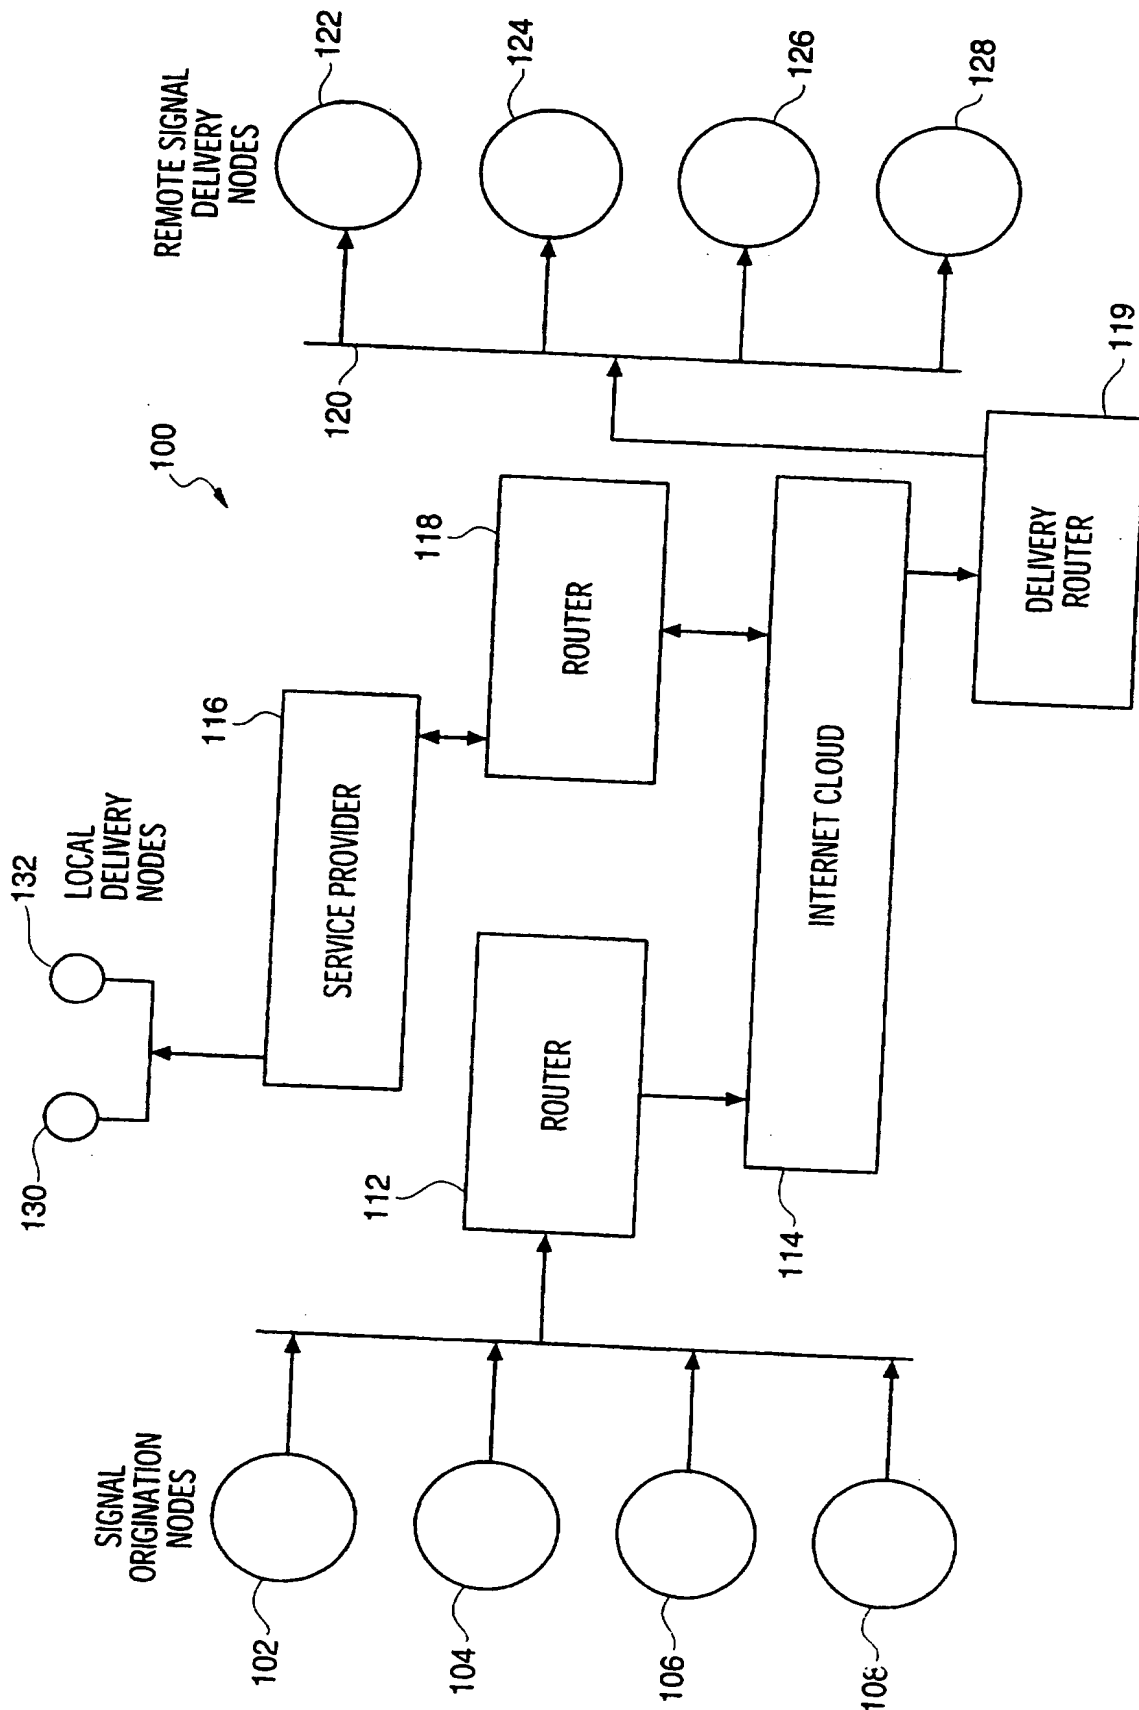 SIGNAL
ORIGINATION
NODES
102
104
106
108
130
132
LOCAL
DELIVERY
NODES
116
SERVICE PROVIDER
112
ROUTER
118
ROUTER
114
INTERNET CLOUD
100
119
DELIVERY
ROUTER
120
REMOTE SIGNAL
DELIVERY
NODES
122
124
126
128